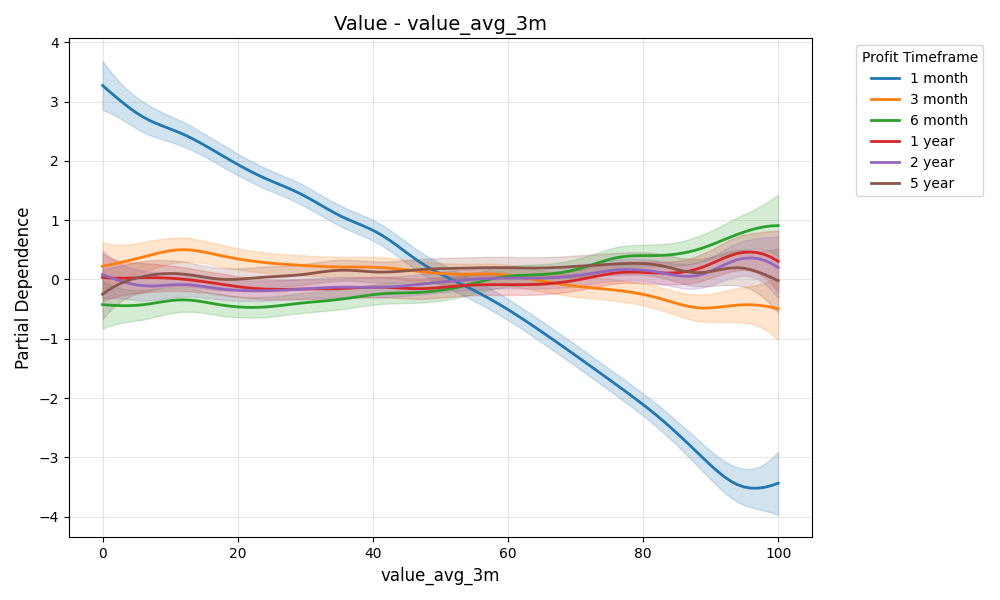 Value - value_avg_3m
Profit Timeframe
1 month
3 month
6 month
1 year
2 year
5 year
Partial Dependence
4
3
2
1
0
−1
−2
−3
−4
0
20
40
60
80
100
value_avg_3m